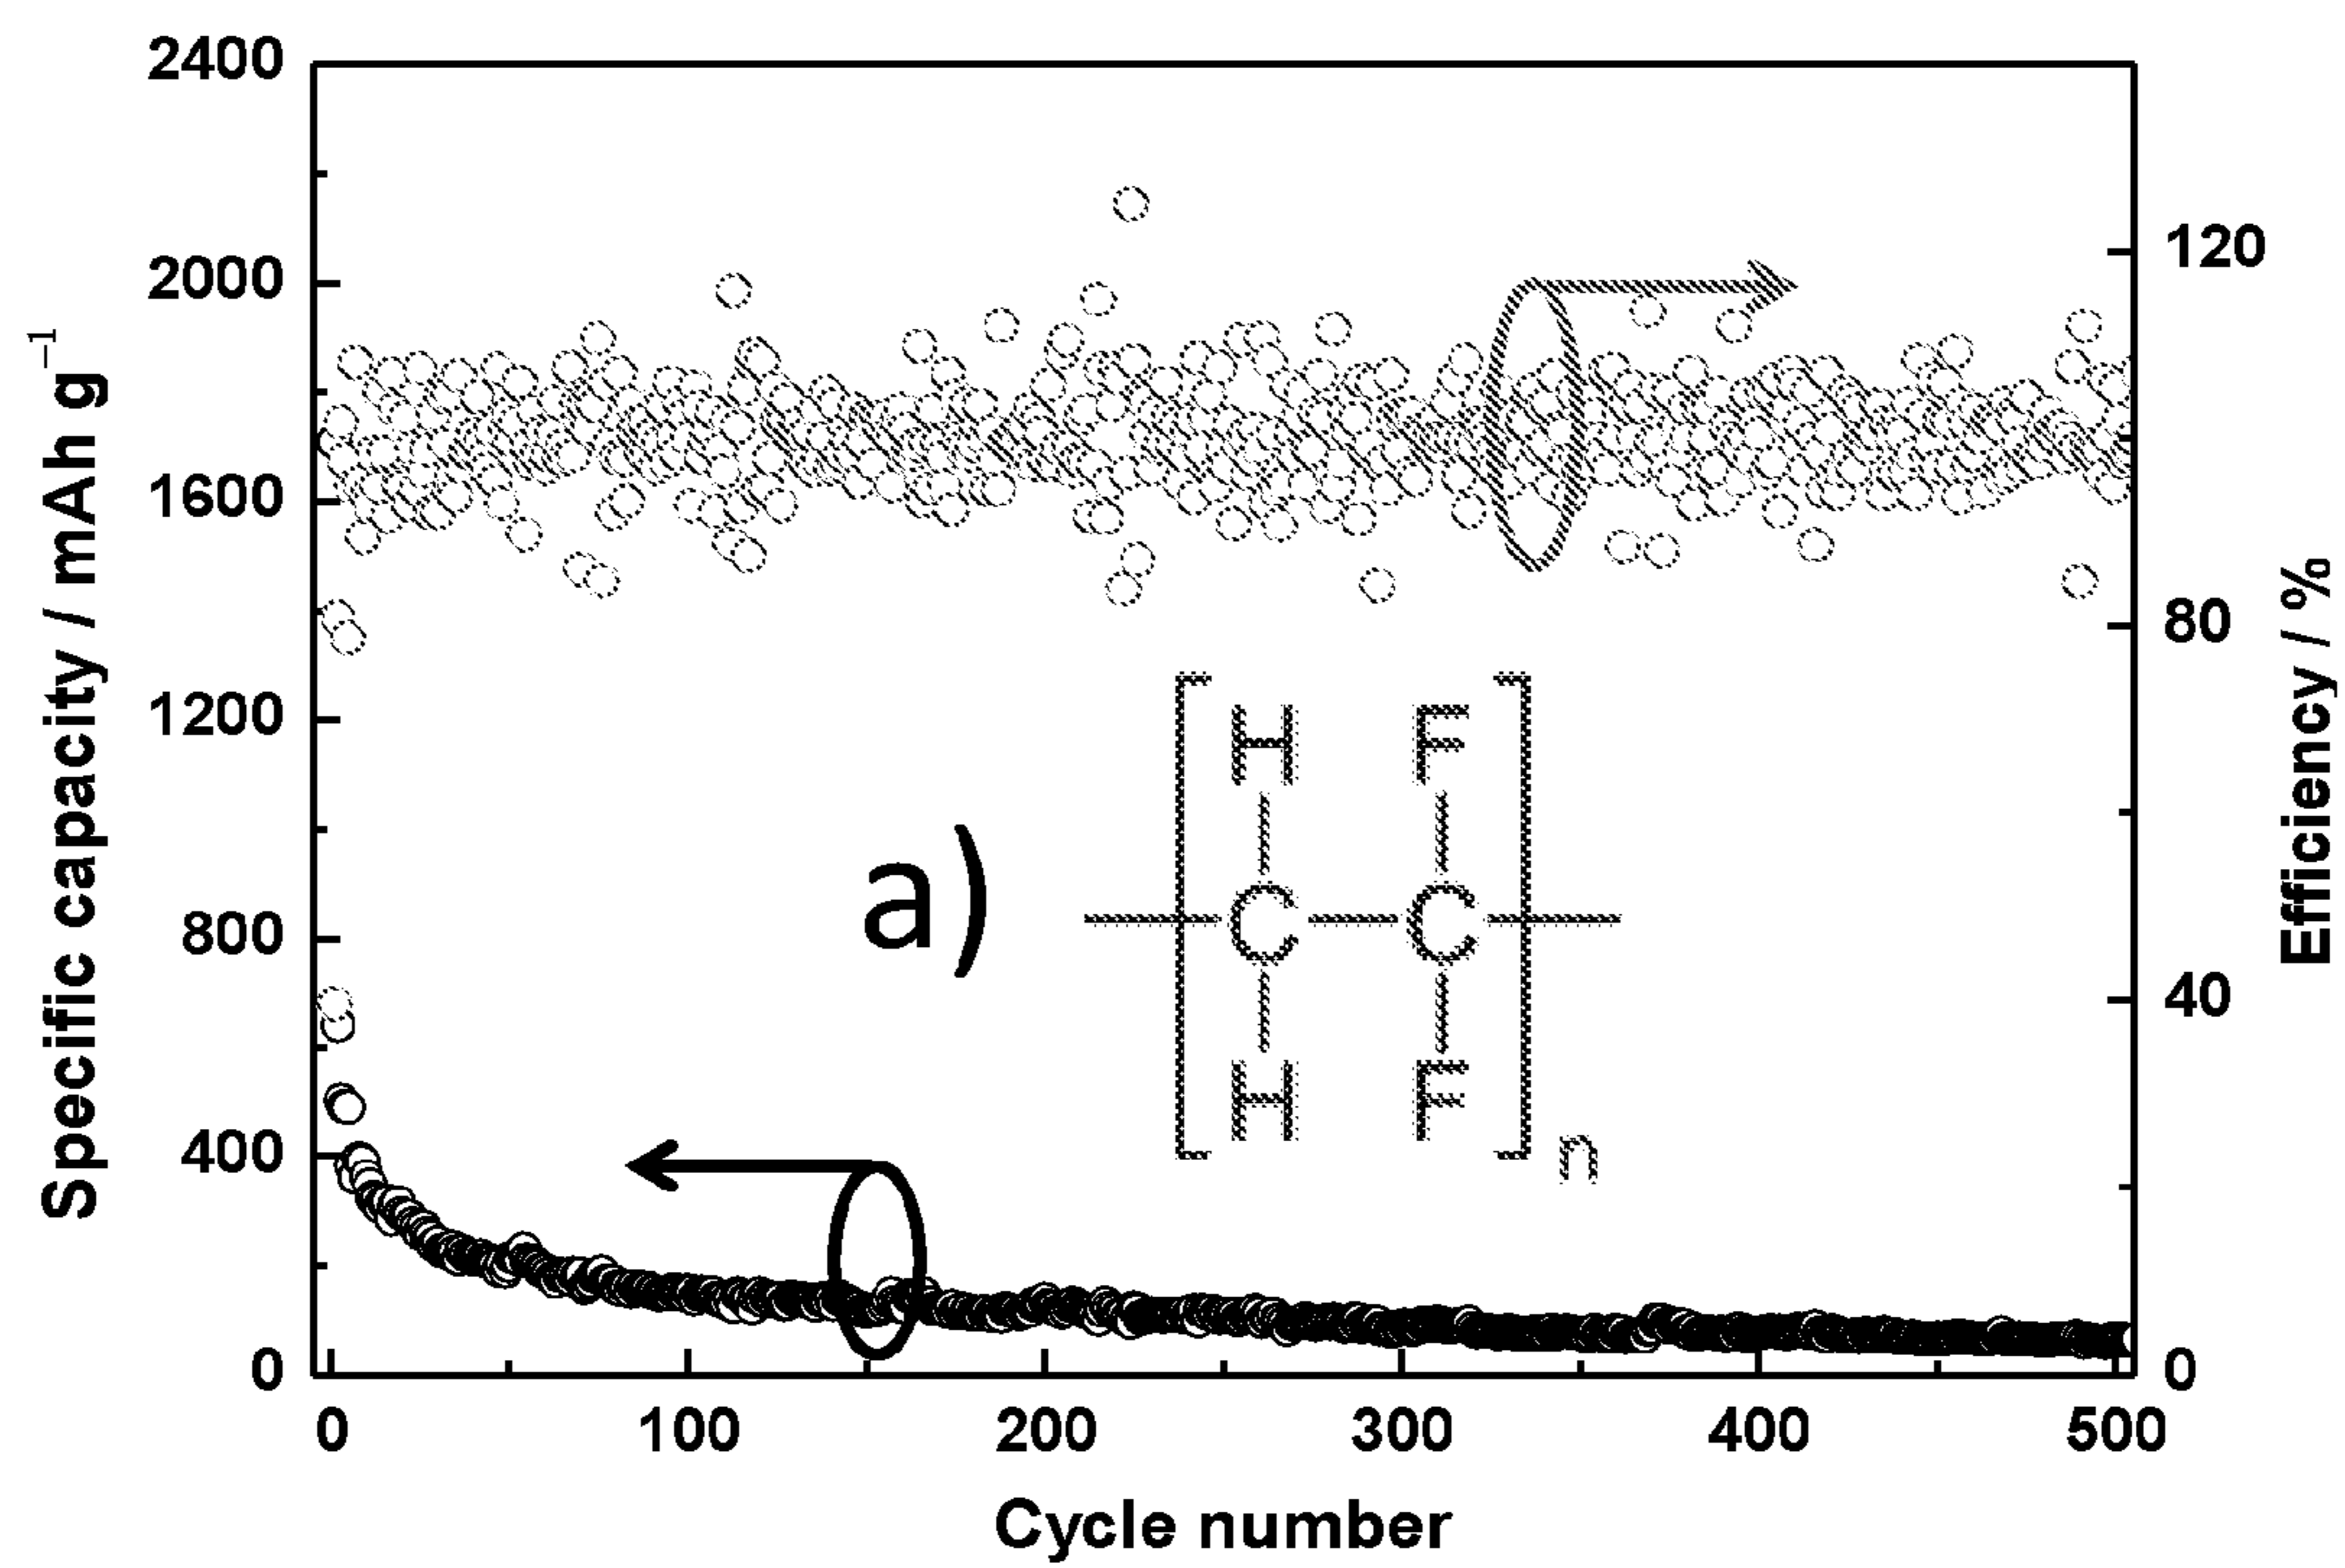 Specific capacity / mAh g⁻¹
2400
2000
1600
1200
800
400
0
120
80
40
0
Efficiency / %
a)
H F
C C
H F
n
0 100 200 300 400 500
Cycle number